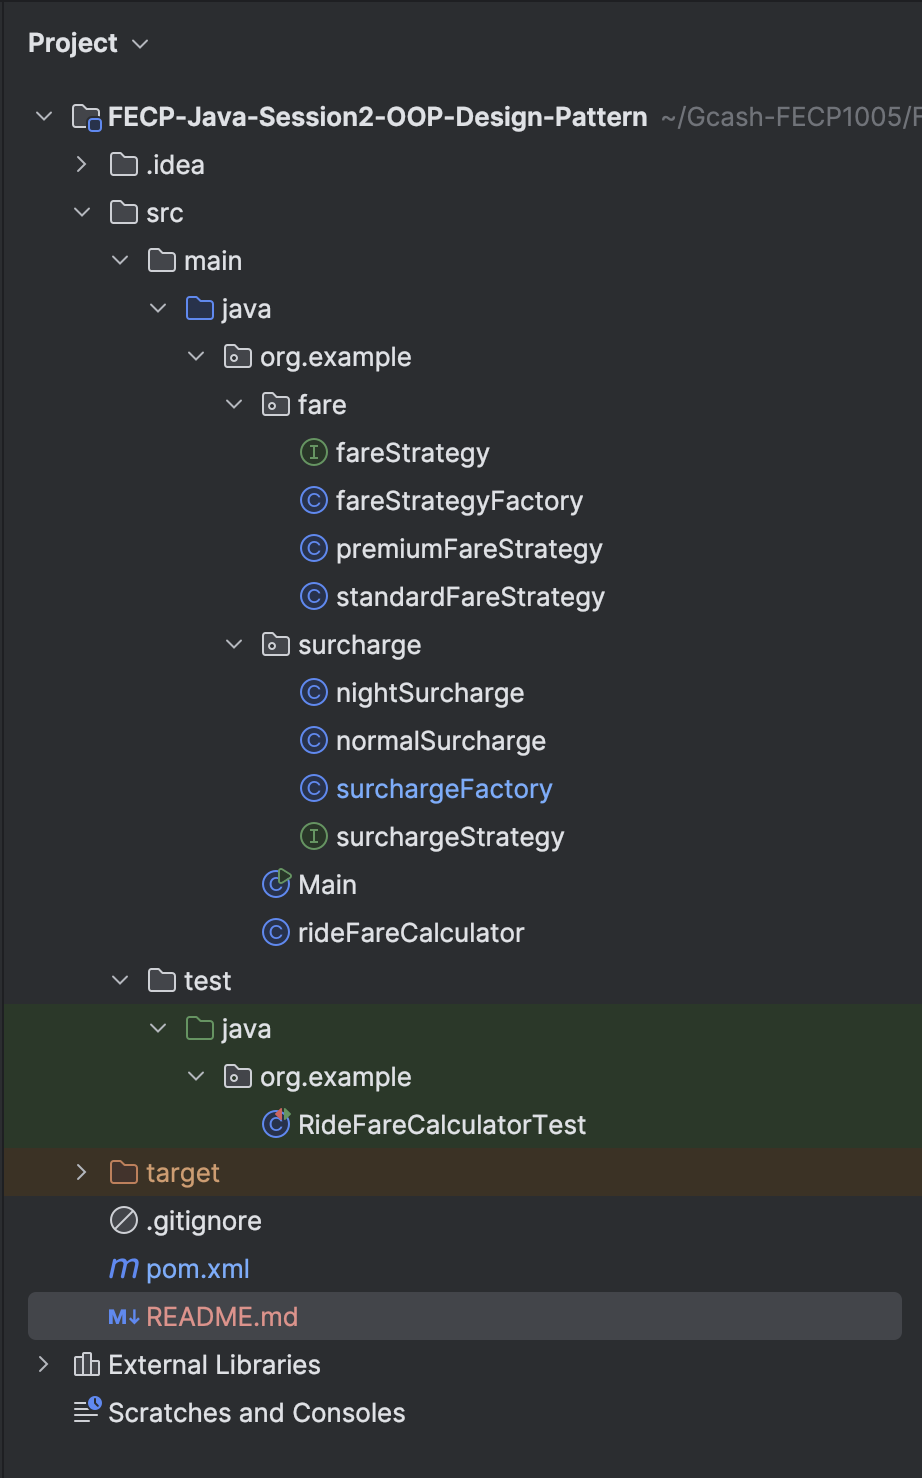 Project
FECP-Java-Session2-OOP-Design-Pattern ~/Gcash-FECP1005/F
.idea
src
main
java
org.example
fare
I fareStrategy
C fareStrategyFactory
C premiumFareStrategy
C standardFareStrategy
surcharge
C nightSurcharge
C normalSurcharge
C surchargeFactory
I surchargeStrategy
C Main
C rideFareCalculator
test
java
org.example
C RideFareCalculatorTest
target
.gitignore
m pom.xml
M↓ README.md
External Libraries
Scratches and Consoles